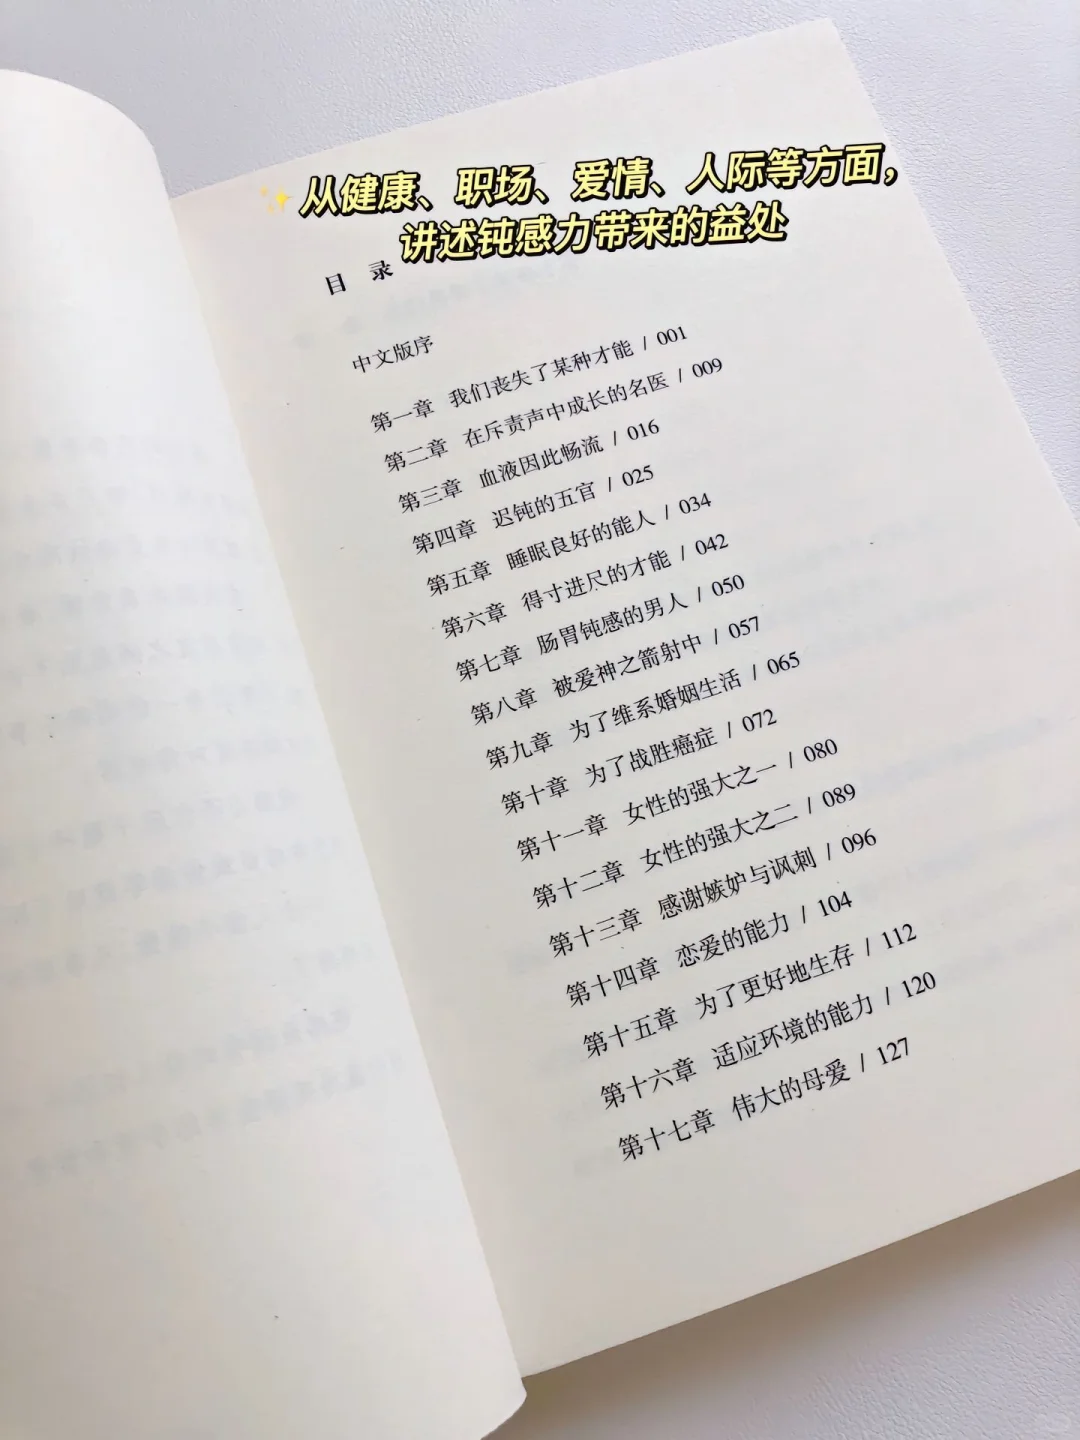 ✨从健康、职场、爱情、人际等方面，
讲述钝感力带来的益处
目 录
中文版序
第一章 我们丧失了某种才能 / 001
第二章 在斥责声中成长的名医 / 009
第三章 血液因此畅流 / 016
第四章 迟钝的五官 / 025
第五章 睡眠良好的能人 / 034
第六章 得寸进尺的才能 / 042
第七章 肠胃钝感的男人 / 050
第八章 被爱神之箭射中 / 057
第九章 为了维系婚姻生活 / 065
第十章 为了战胜癌症 / 072
第十一章 女性的强大之一 / 080
第十二章 女性的强大之二 / 089
第十三章 感谢嫉妒与讽刺 / 096
第十四章 恋爱的能力 / 104
第十五章 为了更好地生存 / 112
第十六章 适应环境的能力 / 120
第十七章 伟大的母爱 / 127